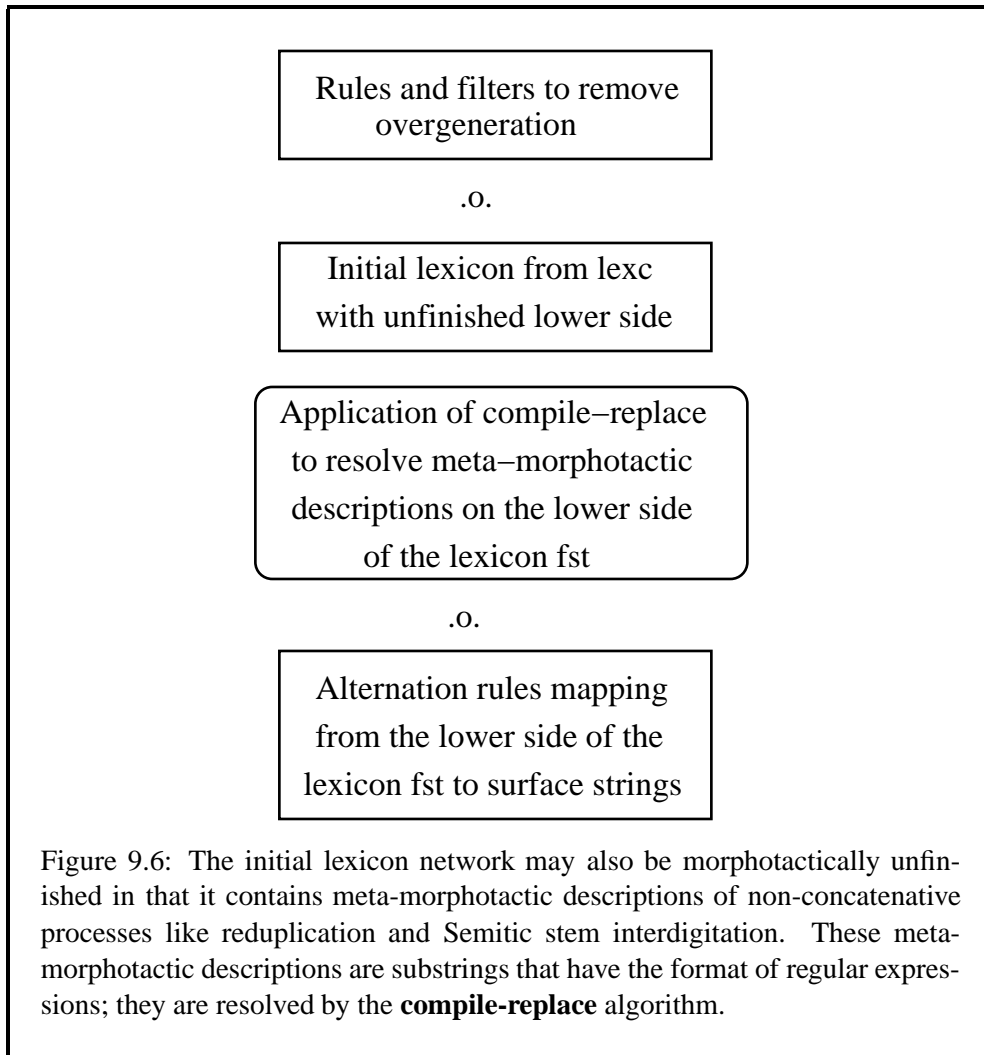 Rules and filters to remove
overgeneration
.o.
Initial lexicon from lexc
with unfinished lower side
Application of compile−replace
to resolve meta−morphotactic
descriptions on the lower side
of the lexicon fst
.o.
Alternation rules mapping
from the lower side of the
lexicon fst to surface strings
Figure 9.6: The initial lexicon network may also be morphotactically unfin-
ished in that it contains meta-morphotactic descriptions of non-concatenative
processes like reduplication and Semitic stem interdigitation. These meta-
morphotactic descriptions are substrings that have the format of regular expres-
sions; they are resolved by the compile-replace algorithm.